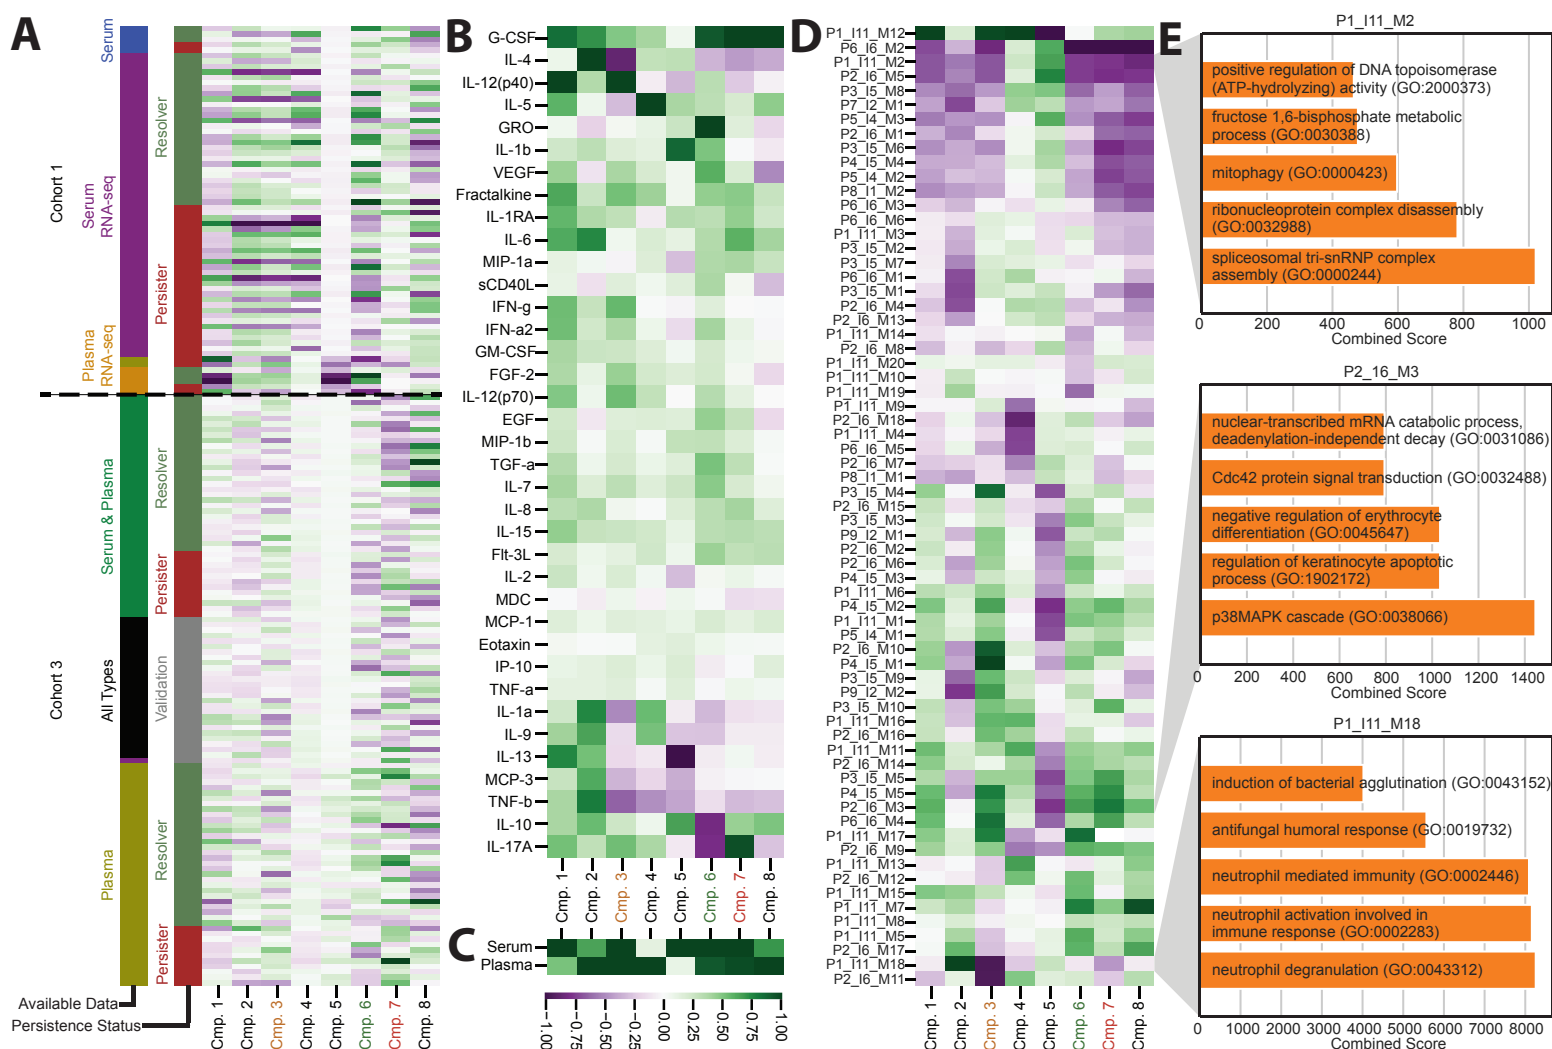 A
Serum
Serum
RNA-seq
Plasma
RNA-seq
Serum & Plasma
All Types
Plasma
Cohort 1
Cohort 3
Resolver
Persister
Resolver
Persister
Validation
Resolver
Persister
Available Data
Persistence Status
Cmp. 1
Cmp. 2
Cmp. 3
Cmp. 4
Cmp. 5
Cmp. 6
Cmp. 7
Cmp. 8
B
G-CSF
IL-4
IL-12(p40)
IL-5
GRO
IL-1b
VEGF
Fractalkine
IL-1RA
IL-6
MIP-1a
sCD40L
IFN-g
IFN-a2
GM-CSF
FGF-2
IL-12(p70)
EGF
MIP-1b
TGF-a
IL-7
IL-8
IL-15
Flt-3L
IL-2
MDC
MCP-1
Eotaxin
IP-10
TNF-a
IL-1a
IL-9
IL-13
MCP-3
TNF-b
IL-10
IL-17A
Cmp. 1
Cmp. 2
Cmp. 3
Cmp. 4
Cmp. 5
Cmp. 6
Cmp. 7
Cmp. 8
C
Serum
Plasma
−1.00
−0.75
−0.50
−0.25
0.00
0.25
0.50
0.75
1.00
D
P1_I11_M12
P6_I6_M2
P1_I11_M2
P2_I6_M5
P3_I5_M8
P7_I2_M1
P5_I4_M3
P2_I6_M1
P3_I5_M6
P4_I5_M4
P5_I4_M2
P8_I1_M2
P6_I6_M3
P6_I6_M6
P1_I11_M3
P3_I5_M2
P3_I5_M7
P6_I6_M1
P3_I5_M1
P2_I6_M4
P2_I6_M13
P1_I11_M14
P2_I6_M8
P1_I11_M20
P1_I11_M10
P1_I11_M19
P1_I11_M9
P2_I6_M18
P1_I11_M4
P6_I6_M5
P2_I6_M7
P8_I1_M1
P3_I5_M4
P2_I6_M15
P3_I5_M3
P9_I2_M1
P2_I6_M2
P2_I6_M6
P4_I5_M3
P1_I11_M6
P4_I5_M2
P1_I11_M1
P5_I4_M1
P2_I6_M10
P4_I5_M1
P3_I5_M9
P9_I2_M2
P3_I5_M10
P1_I11_M16
P2_I6_M16
P1_I11_M11
P2_I6_M14
P3_I5_M5
P4_I5_M5
P2_I6_M3
P6_I6_M4
P1_I11_M17
P2_I6_M9
P1_I11_M13
P2_I6_M12
P1_I11_M15
P1_I11_M7
P1_I11_M8
P1_I11_M5
P2_I6_M17
P1_I11_M18
P2_I6_M11
Cmp. 1
Cmp. 2
Cmp. 3
Cmp. 4
Cmp. 5
Cmp. 6
Cmp. 7
Cmp. 8
E
P1_I11_M2
positive regulation of DNA topoisomerase
(ATP-hydrolyzing) activity (GO:2000373)
fructose 1,6-bisphosphate metabolic
process (GO:0030388)
mitophagy (GO:0000423)
ribonucleoprotein complex disassembly
(GO:0032988)
spliceosomal tri-snRNP complex
assembly (GO:0000244)
0 200 400 600 800 1000
Combined Score
P2_16_M3
nuclear-transcribed mRNA catabolic process,
deadenylation-independent decay (GO:0031086)
Cdc42 protein signal transduction (GO:0032488)
negative regulation of erythrocyte
differentiation (GO:0045647)
regulation of keratinocyte apoptotic
process (GO:1902172)
p38MAPK cascade (GO:0038066)
0 200 400 600 800 1000 1200 1400
Combined Score
P1_I11_M18
induction of bacterial agglutination (GO:0043152)
antifungal humoral response (GO:0019732)
neutrophil mediated immunity (GO:0002446)
neutrophil activation involved in
immune response (GO:0002283)
neutrophil degranulation (GO:0043312)
0 1000 2000 3000 4000 5000 6000 7000 8000
Combined Score